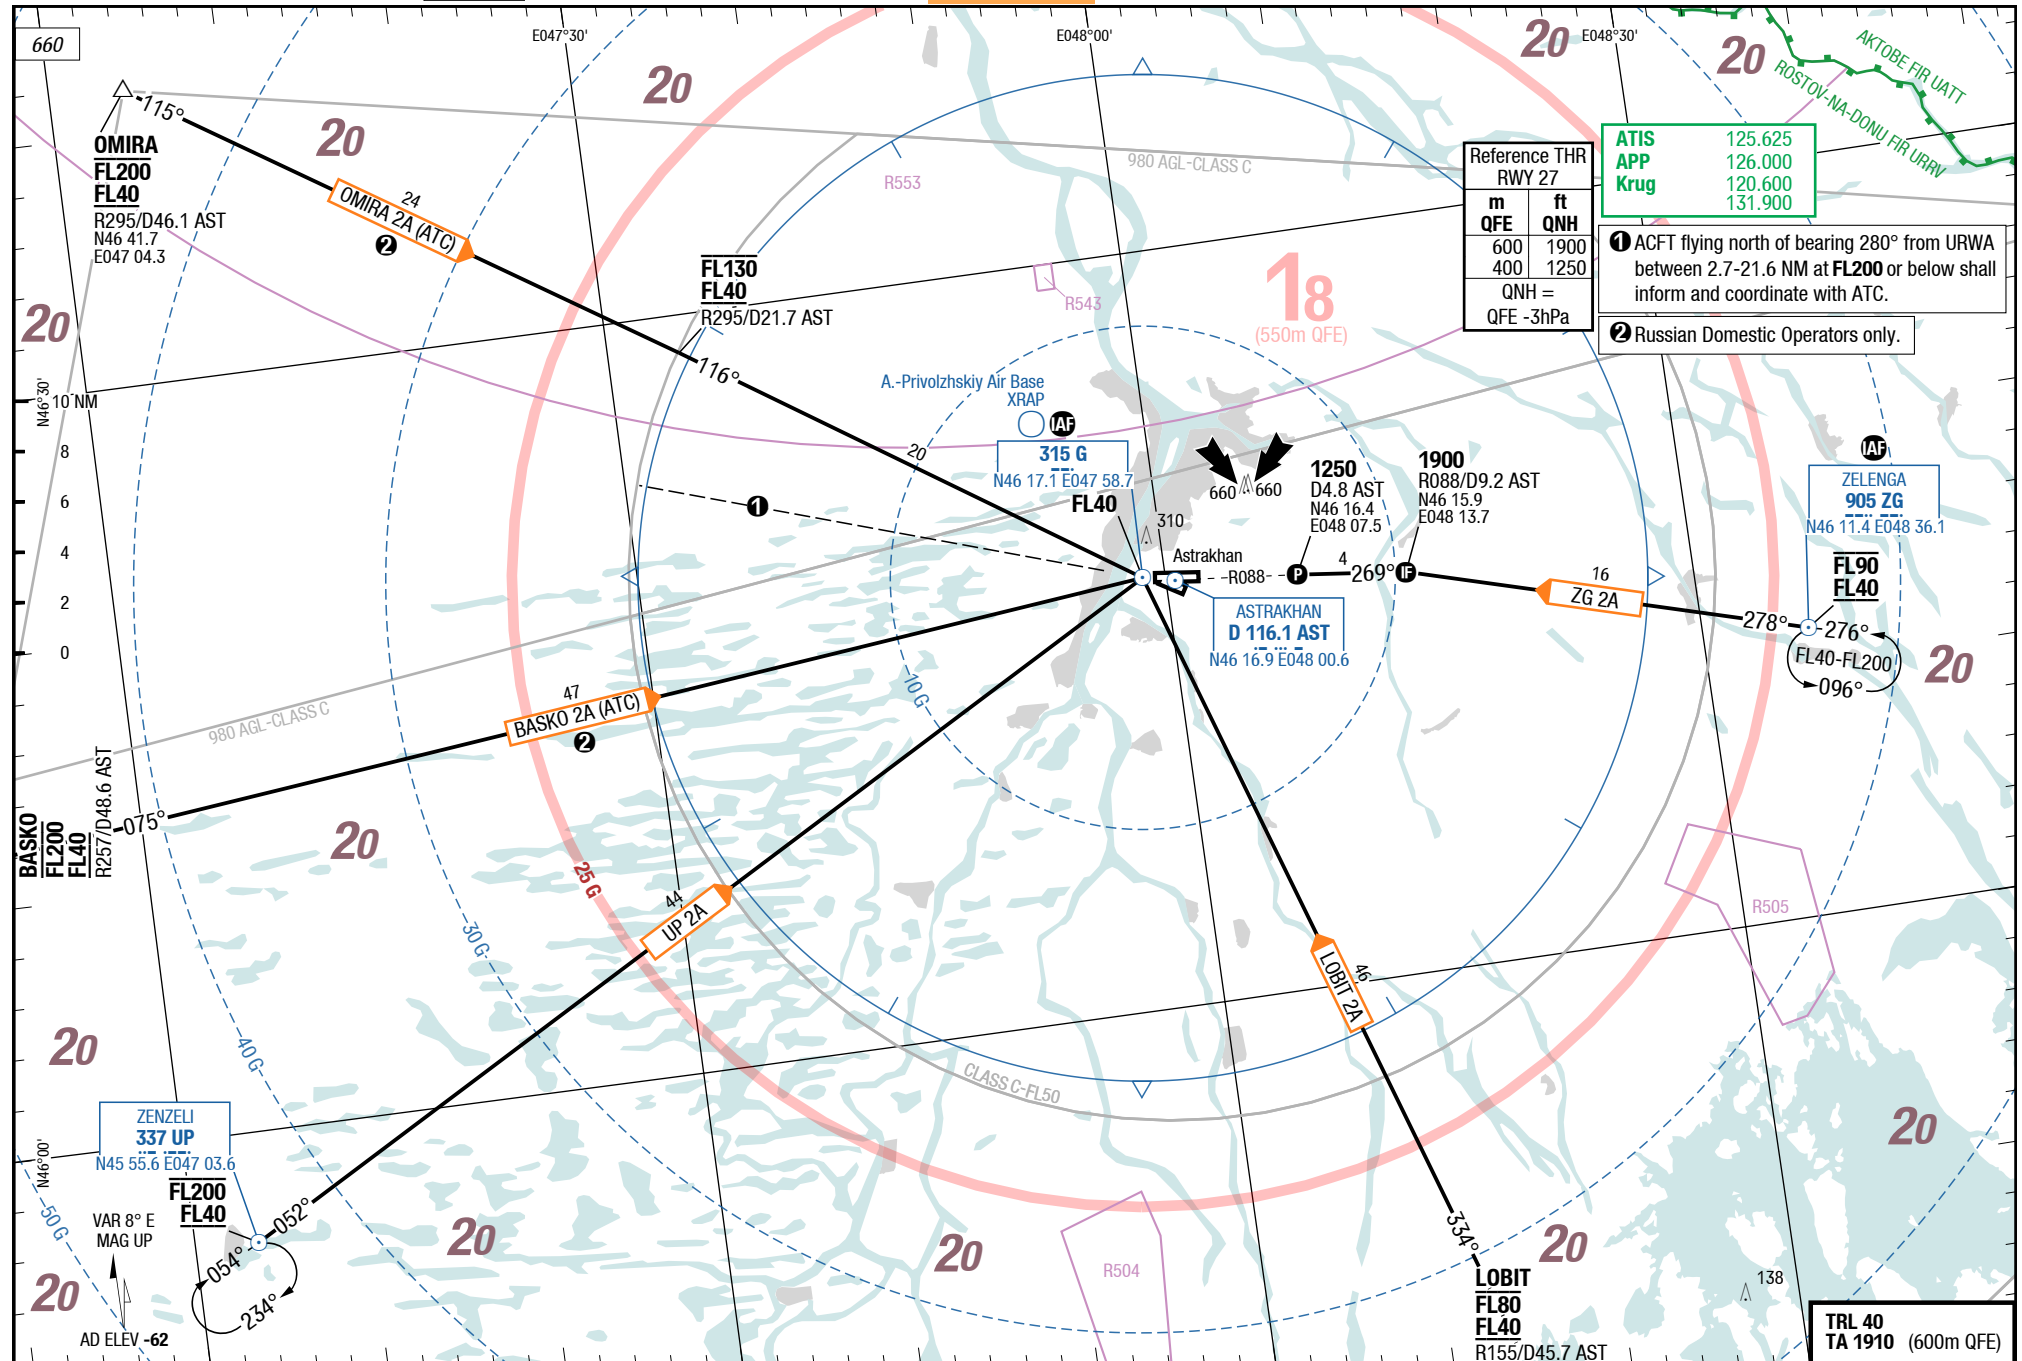 660
E047°30'
E048°00'
E048°30'
20
20
20
20
AKTOBE FIR UATT
ROSTOV-NA-DONU FIR URRV
115°
OMIRA
FL200
FL40
R295/D46.1 AST
N46 41.7
E047 04.3
24
OMIRA 2A (ATC)
2
R553
980 AGL-CLASS C
Reference THR
RWY 27
m ft
QFE QNH
600 1900
400 1250
QNH =
QFE -3hPa
ATIS 125.625
APP 126.000
Krug 120.600
131.900
1 ACFT flying north of bearing 280° from URWA
between 2.7-21.6 NM at FL200 or below shall
inform and coordinate with ATC.
2 Russian Domestic Operators only.
FL130
FL40
R295/D21.7 AST
R543
18
(550m QFE)
20
116°
N46°30'
10 NM
8
6
4
2
0
A.-Privolzhskiy Air Base
XRAP
IAF
315 G
N46 17.1 E047 58.7
FL40
20
1
660
660
310
1250
D4.8 AST
N46 16.4
E048 07.5
1900
R088/D9.2 AST
N46 15.9
E048 13.7
IAF
ZELENGA
905 ZG
N46 11.4 E048 36.1
FL90
FL40
Astrakhan
R088
P
4
269°
IF
16
ZG 2A
278°
276°
FL40-FL200
096°
20
ASTRAKHAN
D 116.1 AST
N46 16.9 E048 00.6
10 G
47
BASKO 2A (ATC)
2
980 AGL-CLASS C
BASKO
FL200
FL40
R257/D48.6 AST
075°
20
25 G
44
UP 2A
30 G
R505
46
LOBIT 2A
20
40 G
CLASS C-FL50
ZENZELI
337 UP
N45 55.6 E047 03.6
20
N46°00'
FL200
FL40
50 G
VAR 8° E
MAG UP
052°
054°
234°
20
20
20
20
R504
334°
LOBIT
FL80
FL40
R155/D45.7 AST
138
AD ELEV -62
TRL 40
TA 1910 (600m QFE)